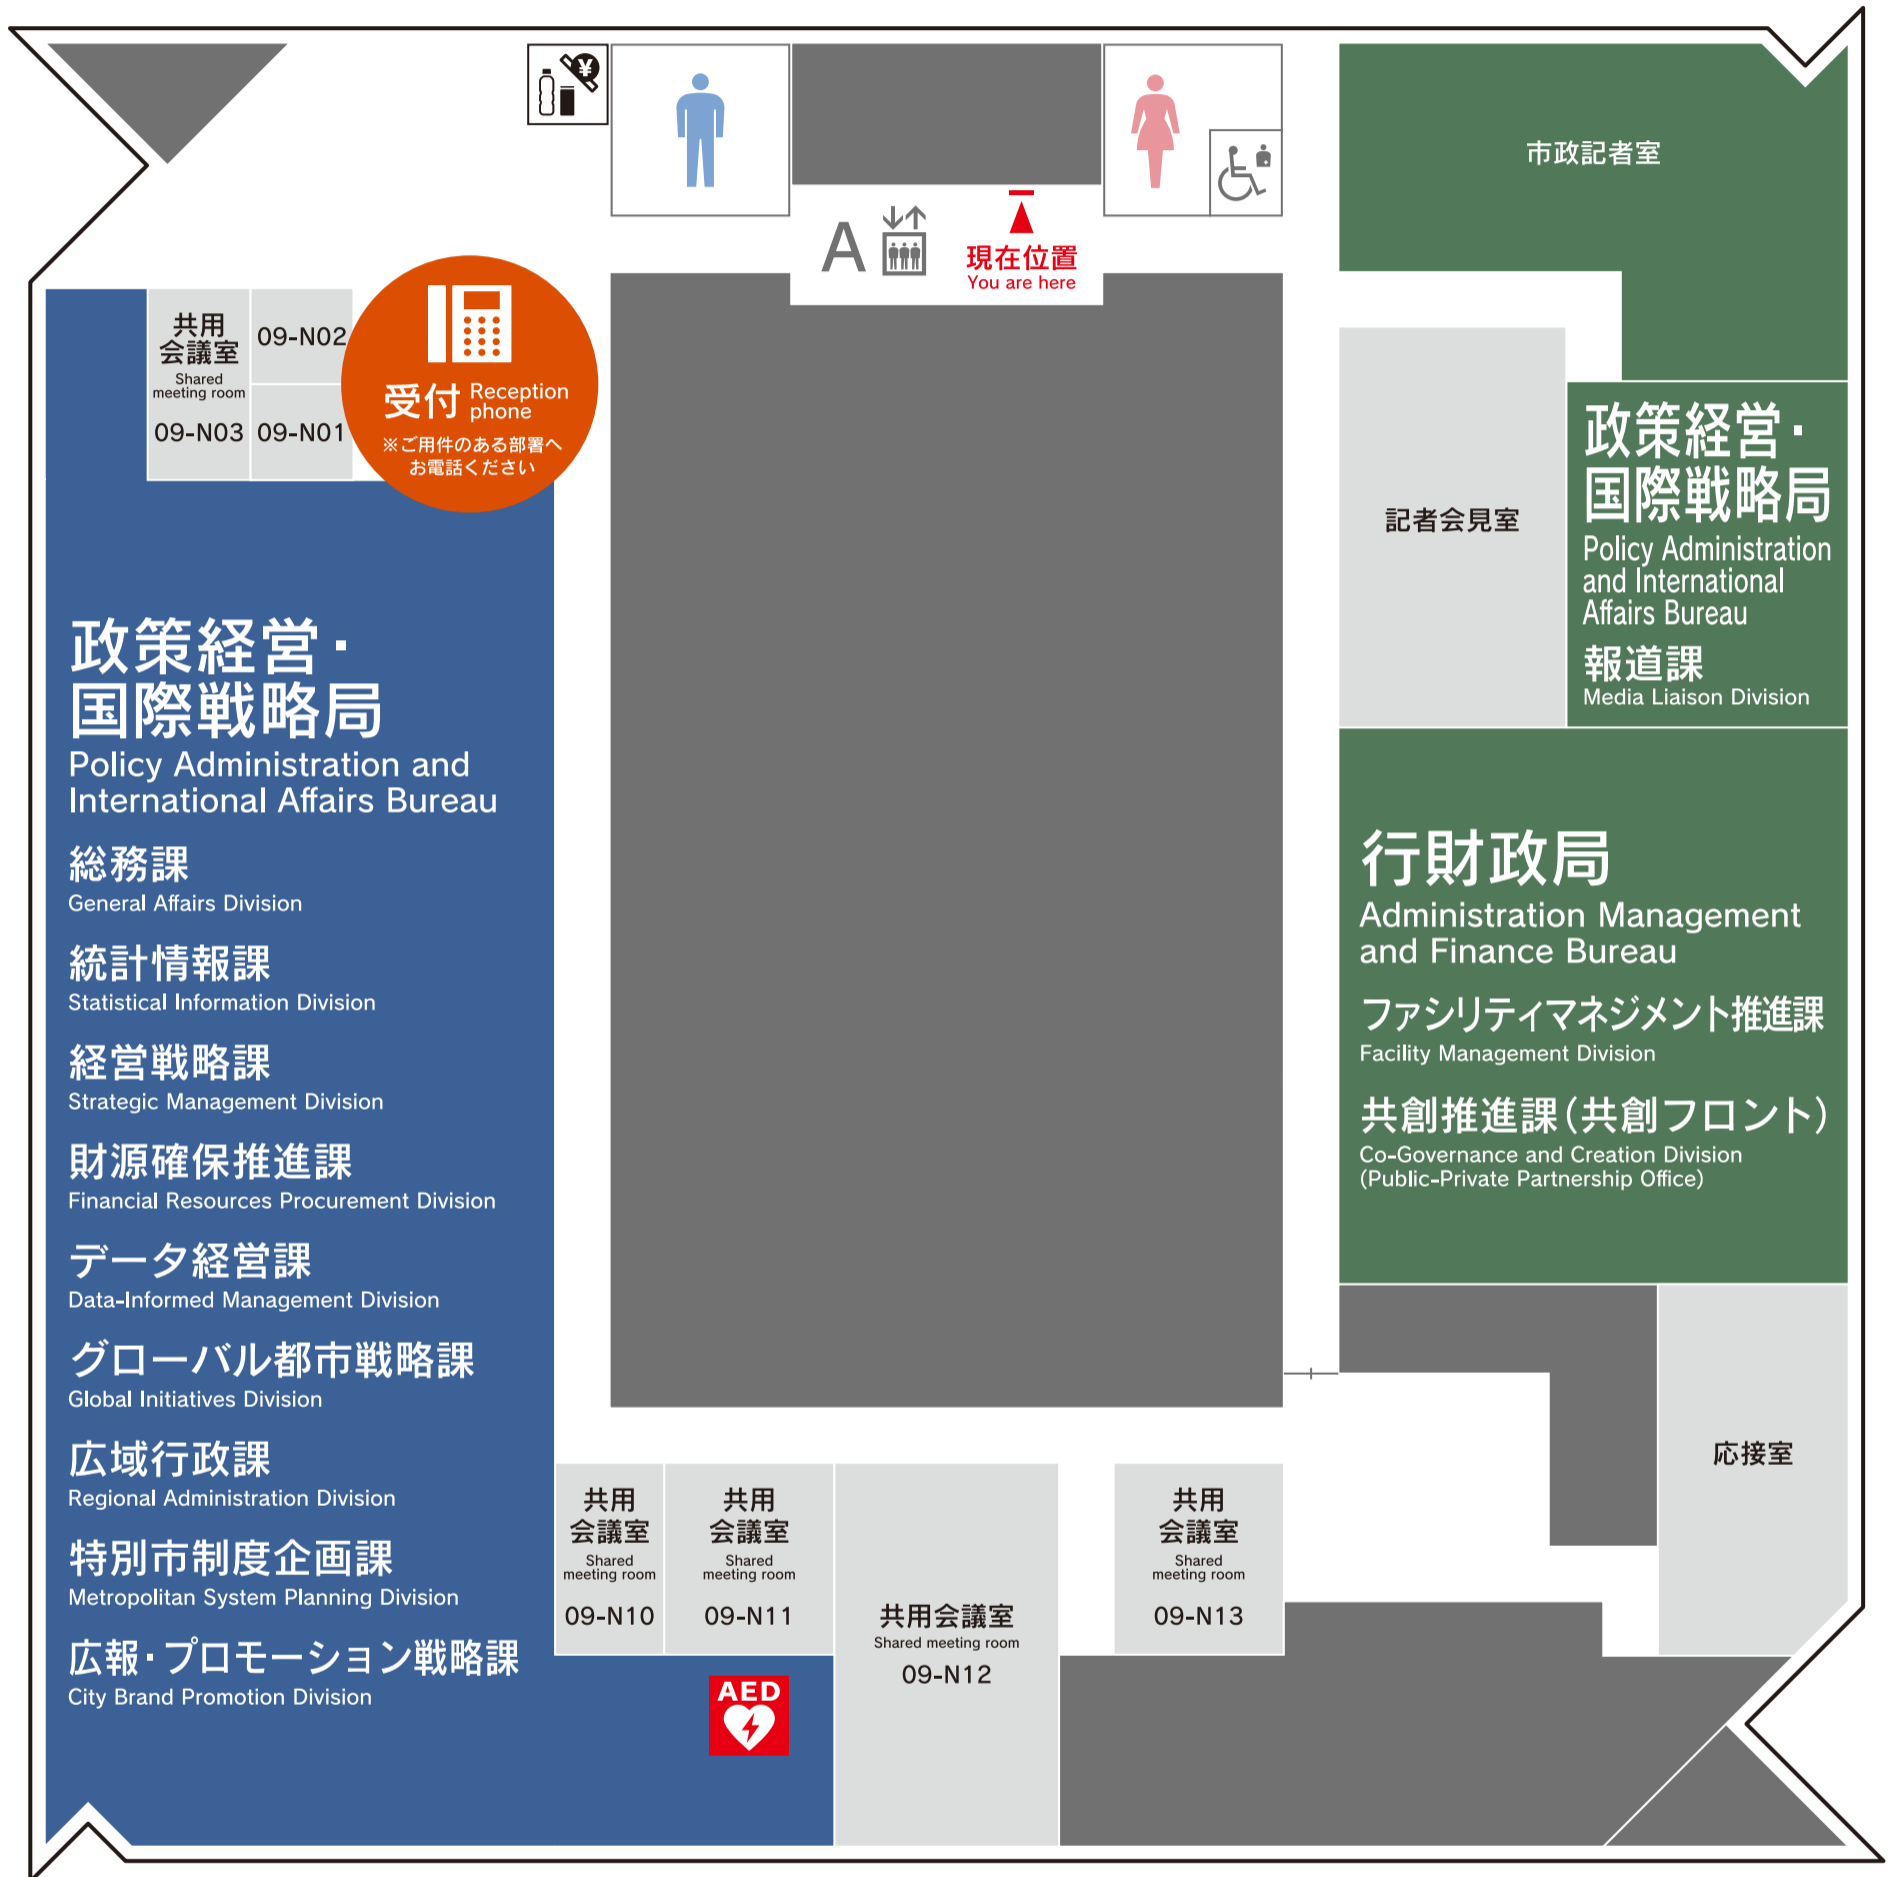 ¥
A
現在位置
You are here
市政記者室
共用
会議室
Shared
meeting room
09-N03
09-N02
09-N01
受付
Reception
phone
※ご用件のある部署へ
お電話ください
政策経営・
国際戦略局
Policy Administration and
International Affairs Bureau
総務課
General Affairs Division
統計情報課
Statistical Information Division
経営戦略課
Strategic Management Division
財源確保推進課
Financial Resources Procurement Division
データ経営課
Data-Informed Management Division
グローバル都市戦略課
Global Initiatives Division
広域行政課
Regional Administration Division
特別市制度企画課
Metropolitan System Planning Division
広報・プロモーション戦略課
City Brand Promotion Division
記者会見室
政策経営・
国際戦略局
Policy Administration
and International
Affairs Bureau
報道課
Media Liaison Division
行財政局
Administration Management
and Finance Bureau
ファシリティマネジメント推進課
Facility Management Division
共創推進課(共創フロント)
Co-Governance and Creation Division
(Public-Private Partnership Office)
応接室
共用
会議室
Shared
meeting room
09-N10
共用
会議室
Shared
meeting room
09-N11
共用会議室
Shared meeting room
09-N12
共用
会議室
Shared
meeting room
09-N13
AED